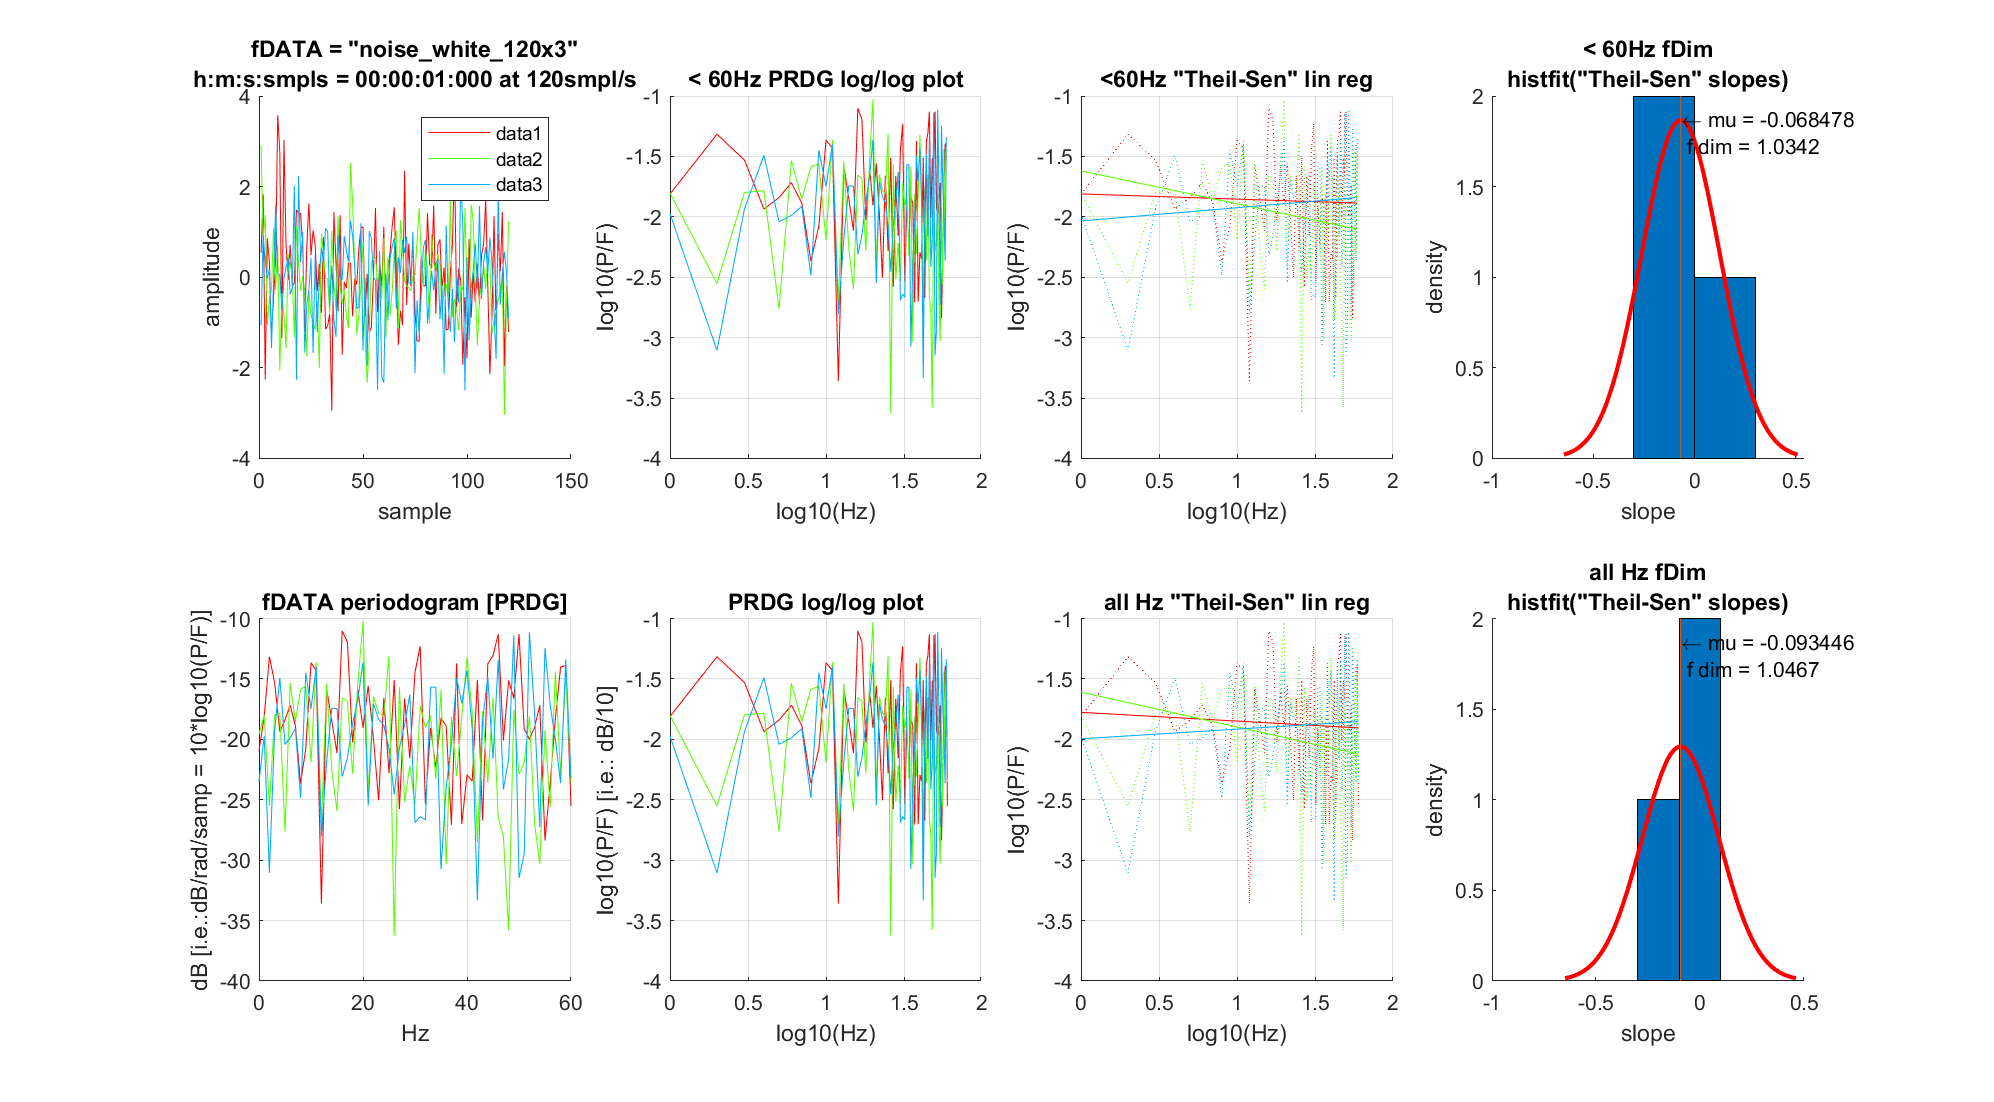 fDATA = "noise_white_120x3"
h:m:s:smpls = 00:00:01:000 at 120smpl/s
4
2
0
-2
-4
0
50
100
150
amplitude
sample
data1
data2
data3
< 60Hz PRDG log/log plot
-1
-1.5
-2
-2.5
-3
-3.5
-4
0
0.5
1
1.5
2
log10(P/F)
log10(Hz)
<60Hz "Theil-Sen" lin reg
-1
-1.5
-2
-2.5
-3
-3.5
-4
0
0.5
1
1.5
2
log10(P/F)
log10(Hz)
< 60Hz fDim
histfit("Theil-Sen" slopes)
2
1.5
1
0.5
0
-1
-0.5
0
0.5
density
slope
← mu = -0.068478
f dim = 1.0342
fDATA periodogram [PRDG]
-10
-15
-20
-25
-30
-35
-40
0
20
40
60
dB [i.e.:dB/rad/samp = 10*log10(P/F)]
Hz
PRDG log/log plot
-1
-1.5
-2
-2.5
-3
-3.5
-4
0
0.5
1
1.5
2
log10(P/F) [i.e.: dB/10]
log10(Hz)
all Hz "Theil-Sen" lin reg
-1
-1.5
-2
-2.5
-3
-3.5
-4
0
0.5
1
1.5
2
log10(P/F)
log10(Hz)
all Hz fDim
histfit("Theil-Sen" slopes)
2
1.5
1
0.5
0
-1
-0.5
0
0.5
density
slope
← mu = -0.093446
f dim = 1.0467